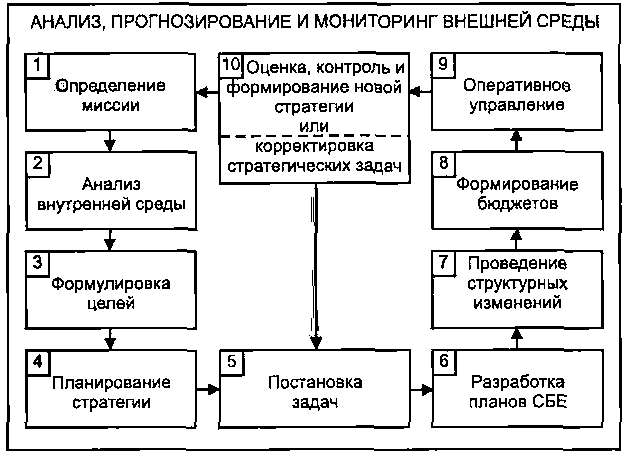 АНАЛИЗ, ПРОГНОЗИРОВАНИЕ И МОНИТОРИНГ ВНЕШНЕЙ СРЕДЫ
1
Определение
миссии
2
Анализ
внутренней среды
3
Формулировка
целей
4
Планирование
стратегии
5
Постановка
задач
6
Разработка
планов СБЕ
7
Проведение
структурных
изменений
8
Формирование
бюджетов
9
Оперативное
управление
10
Оценка, контроль и
формирование новой
стратегии
или
корректировка
стратегических задач